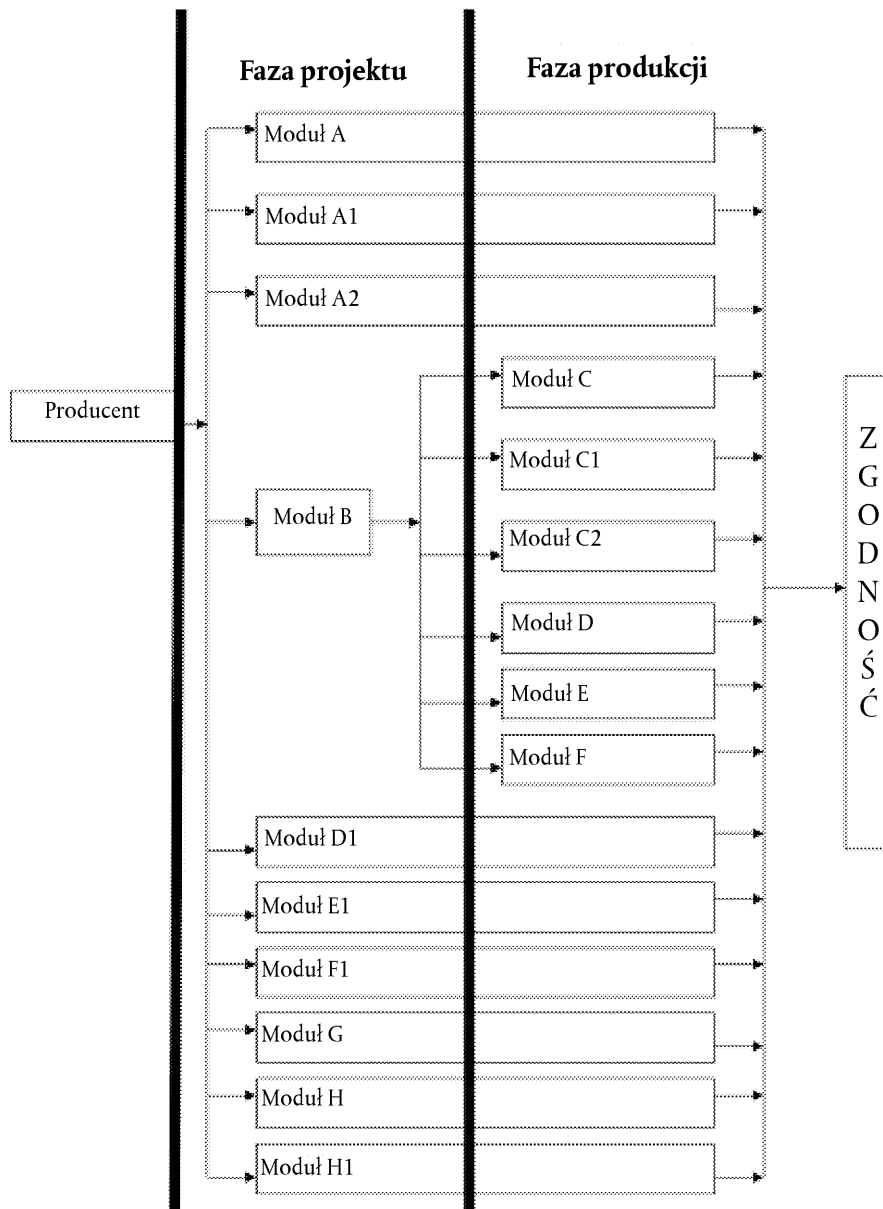 Faza projektu
Faza produkcji
Moduł A
Moduł A1
Moduł A2
Producent
Moduł B
Moduł C
Moduł C1
Moduł C2
Moduł D
Moduł E
Moduł F
Moduł D1
Moduł E1
Moduł F1
Moduł G
Moduł H
Moduł H1
Z
G
O
D
N
O
Ś
Ć